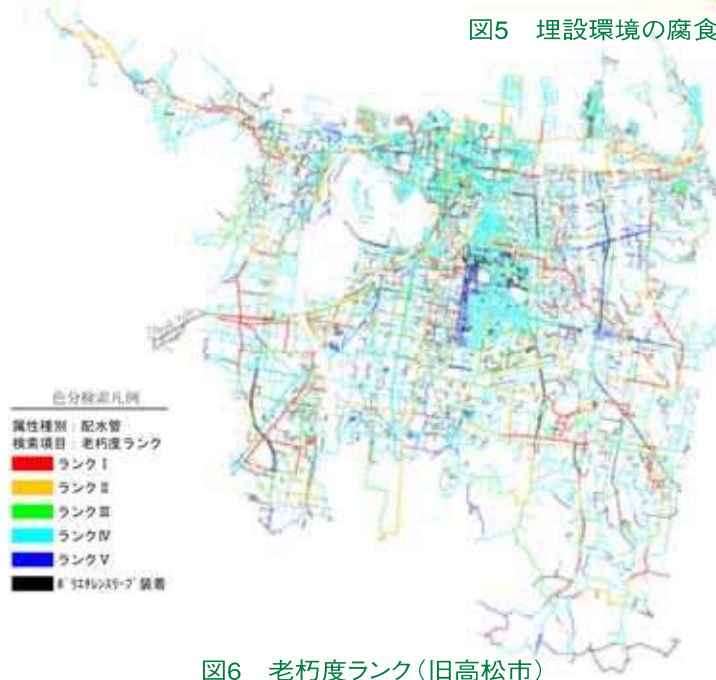 図5 埋設環境の腐食
色分検索凡例
属性種別：配水管
検索項目：老朽度ランク
ランクⅠ
ランクⅡ
ランクⅢ
ランクⅣ
ランクⅤ
ﾎﾟﾘｴﾁﾚﾝｽﾘｰﾌﾞ装着
図6 老朽度ランク（旧高松市）